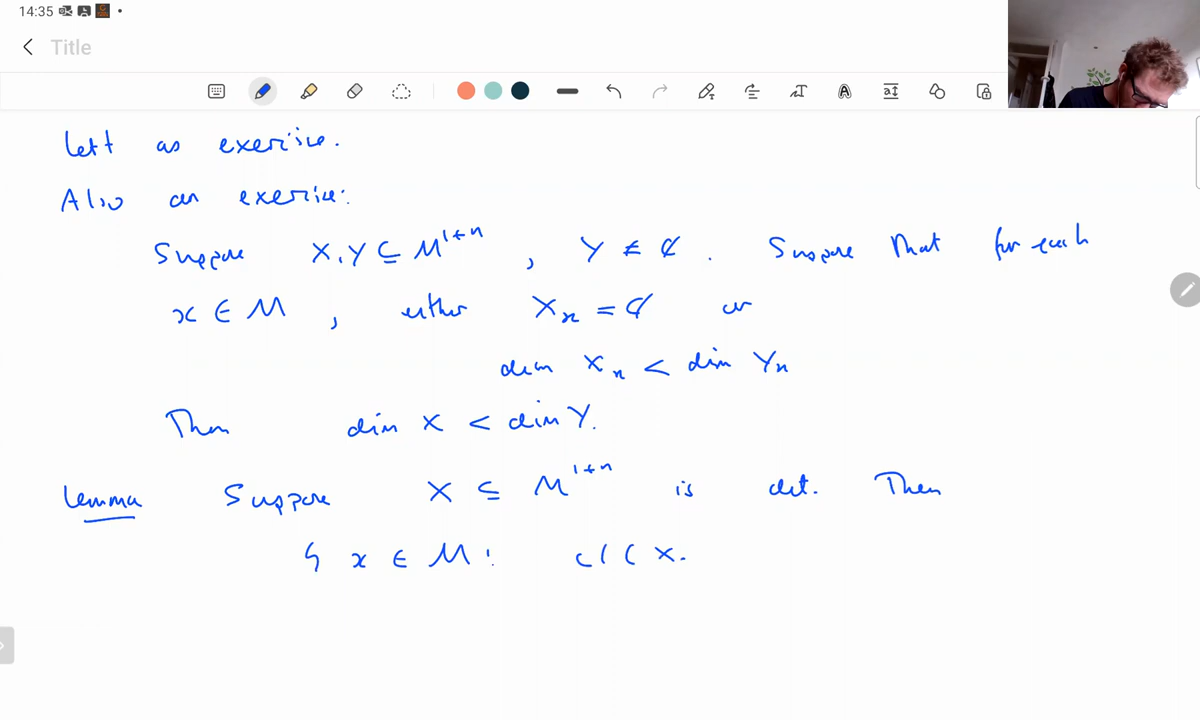 14:35
Title
Left as exercise.
Also an exercise:
Suppose X, Y ⊆ M^{1+n}, Y ≠ ∅. Suppose that for each
x ∈ M, either X_x = ∅ or
dim X_x < dim Y_x
Then dim X < dim Y.
Lemma Suppose X ⊆ M^{1+n} is def. Then
{ x ∈ M : cl ( X